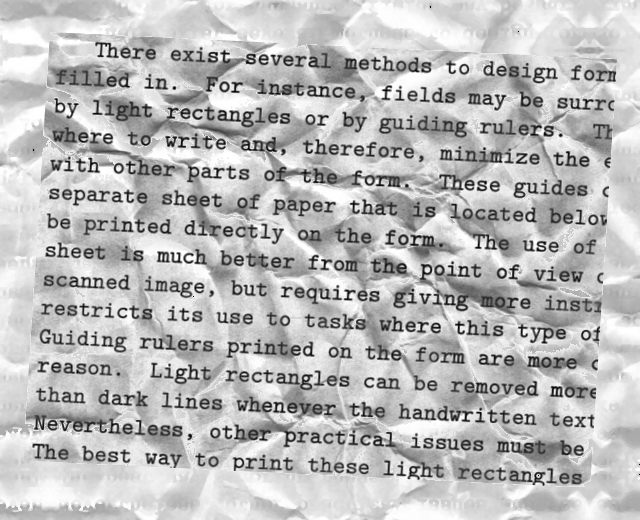 There exist several methods to design
filled in. For instance, fields may be
by light rectangles or by guiding rulers.
where to write and, therefore, minimize the
with other parts of the form. These guides
separate sheet of paper that is located
be printed directly on the form. The use of
sheet is much better from the point of view
scanned image, but requires giving more
restricts its use to tasks where this type of
Guiding rulers printed on the form are more
reason. Light rectangles can be removed more
than dark lines whenever the handwritten text
Nevertheless, other practical issues must be
The best way to print these light rectangles